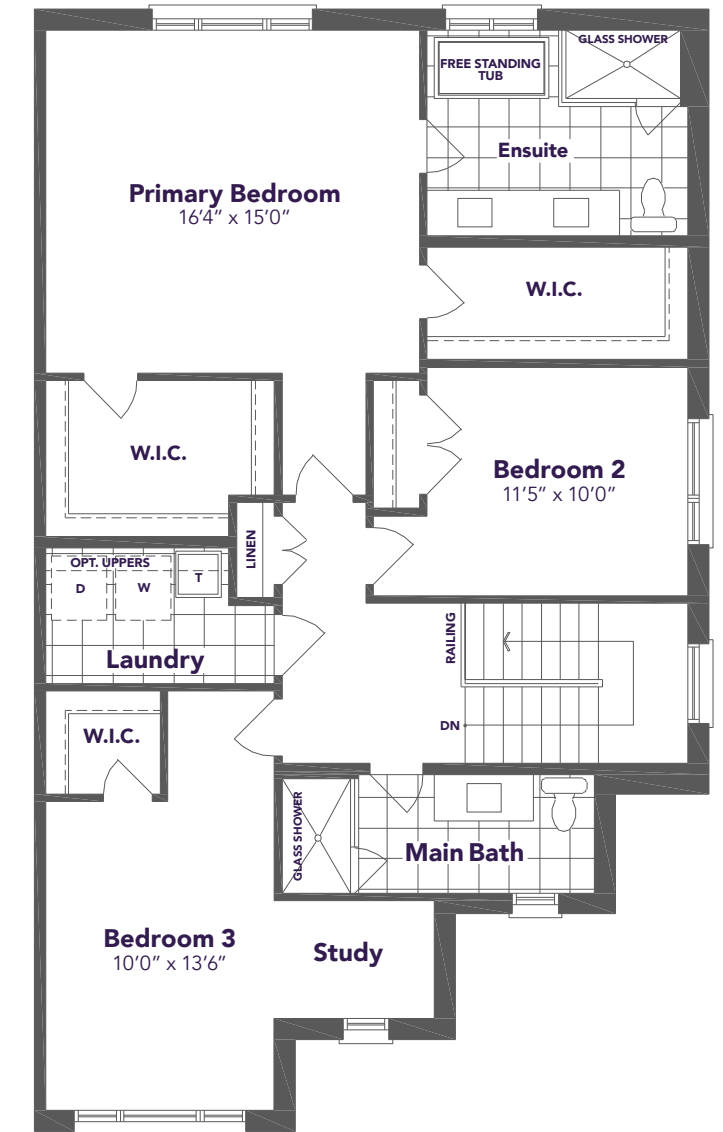 GLASS SHOWER
FREE STANDING
TUB
Ensuite
Primary Bedroom
16'4" x 15'0"
W.I.C.
W.I.C.
Bedroom 2
11'5" x 10'0"
LINEN
OPT. UPPERS
D
W
T
Laundry
RAILING
DN
W.I.C.
GLASS SHOWER
Main Bath
Bedroom 3
10'0" x 13'6"
Study